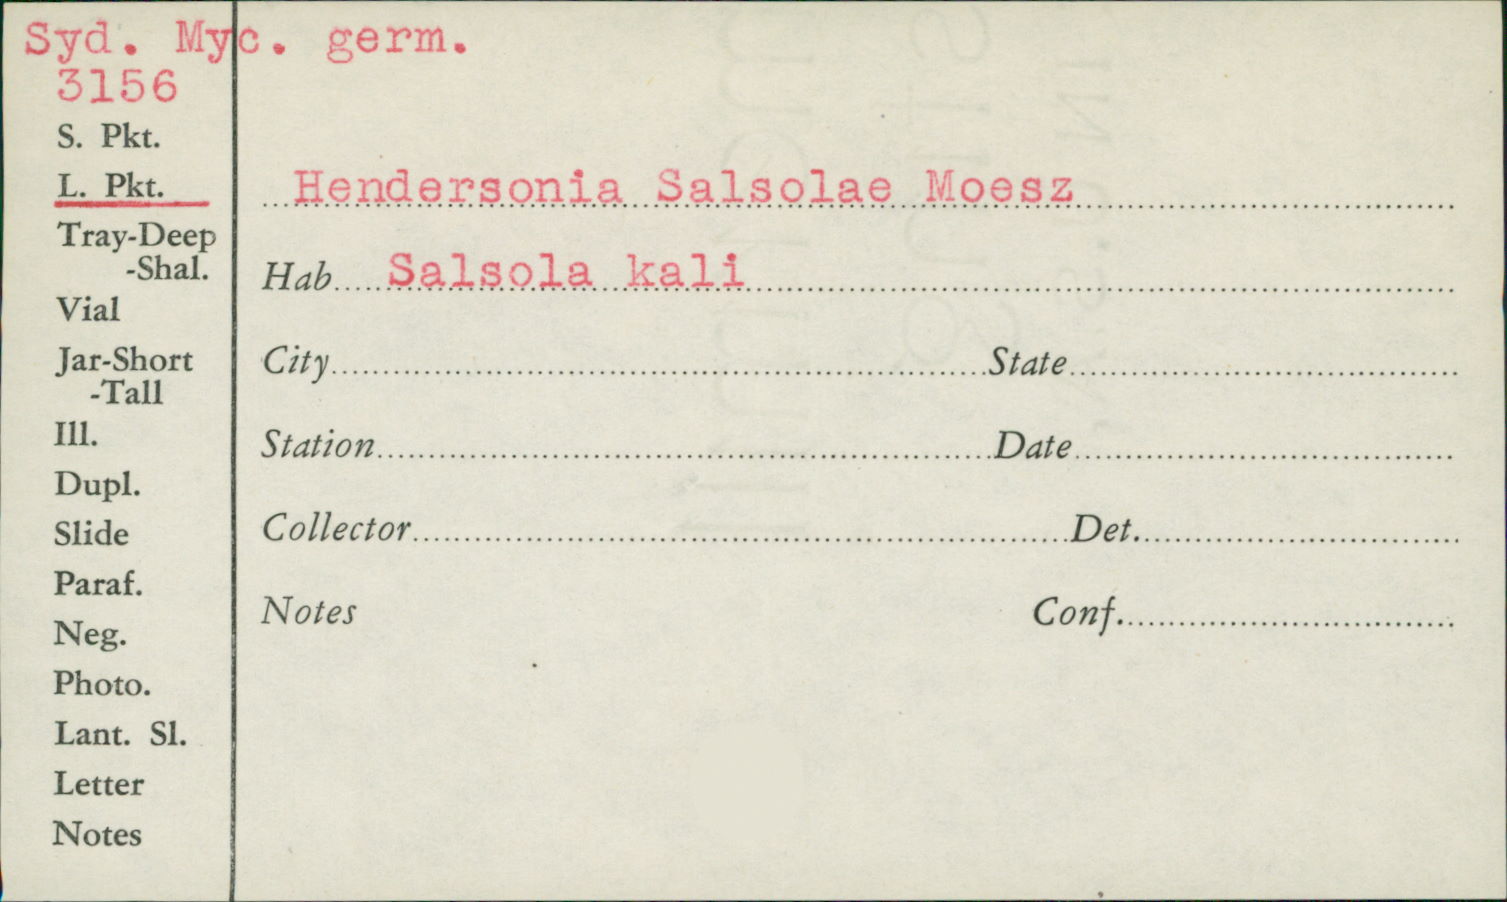 Syd. Myc. germ.
3156
S. Pkt.
L. Pkt.
Tray-Deep
-Shal.
Vial
Jar-Short
-Tall
Ill.
Dupl.
Slide
Paraf.
Neg.
Photo.
Lant. Sl.
Letter
Notes
Hendersonia Salsolae Moesz
Hab. Salsola kali
City State
Station Date
Collector Det.
Notes Conf.